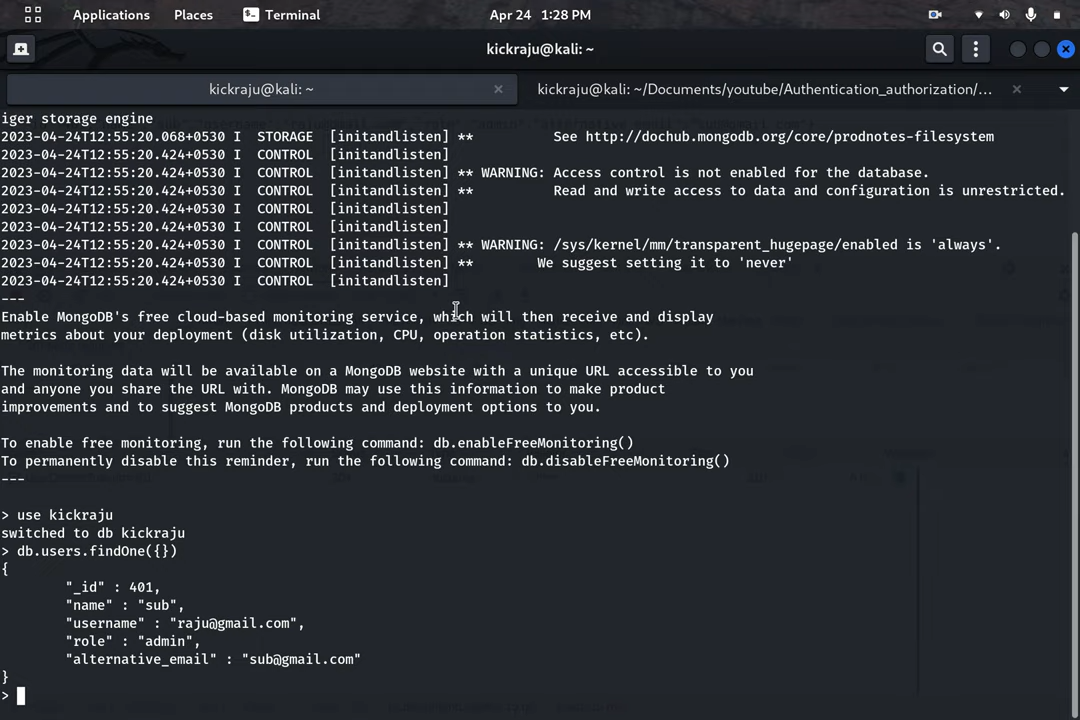 Applications Places Terminal Apr 24 1:28 PM
kickraju@kali: ~
kickraju@kali: ~ kickraju@kali: ~/Documents/youtube/Authentication_authorization/...
iger storage engine
2023-04-24T12:55:20.068+0530 I  STORAGE  [initandlisten] **          See http://dochub.mongodb.org/core/prodnotes-filesystem
2023-04-24T12:55:20.424+0530 I  CONTROL  [initandlisten]
2023-04-24T12:55:20.424+0530 I  CONTROL  [initandlisten] ** WARNING: Access control is not enabled for the database.
2023-04-24T12:55:20.424+0530 I  CONTROL  [initandlisten] **          Read and write access to data and configuration is unrestricted.
2023-04-24T12:55:20.424+0530 I  CONTROL  [initandlisten]
2023-04-24T12:55:20.424+0530 I  CONTROL  [initandlisten]
2023-04-24T12:55:20.424+0530 I  CONTROL  [initandlisten] ** WARNING: /sys/kernel/mm/transparent_hugepage/enabled is 'always'.
2023-04-24T12:55:20.424+0530 I  CONTROL  [initandlisten] **        We suggest setting it to 'never'
2023-04-24T12:55:20.424+0530 I  CONTROL  [initandlisten]
---
Enable MongoDB's free cloud-based monitoring service, which will then receive and display
metrics about your deployment (disk utilization, CPU, operation statistics, etc).
The monitoring data will be available on a MongoDB website with a unique URL accessible to you
and anyone you share the URL with. MongoDB may use this information to make product
improvements and to suggest MongoDB products and deployment options to you.
To enable free monitoring, run the following command: db.enableFreeMonitoring()
To permanently disable this reminder, run the following command: db.disableFreeMonitoring()
---
> use kickraju
switched to db kickraju
> db.users.findOne({})
{
        "_id" : 401,
        "name" : "sub",
        "username" : "raju@gmail.com",
        "role" : "admin",
        "alternative_email" : "sub@gmail.com"
}
>